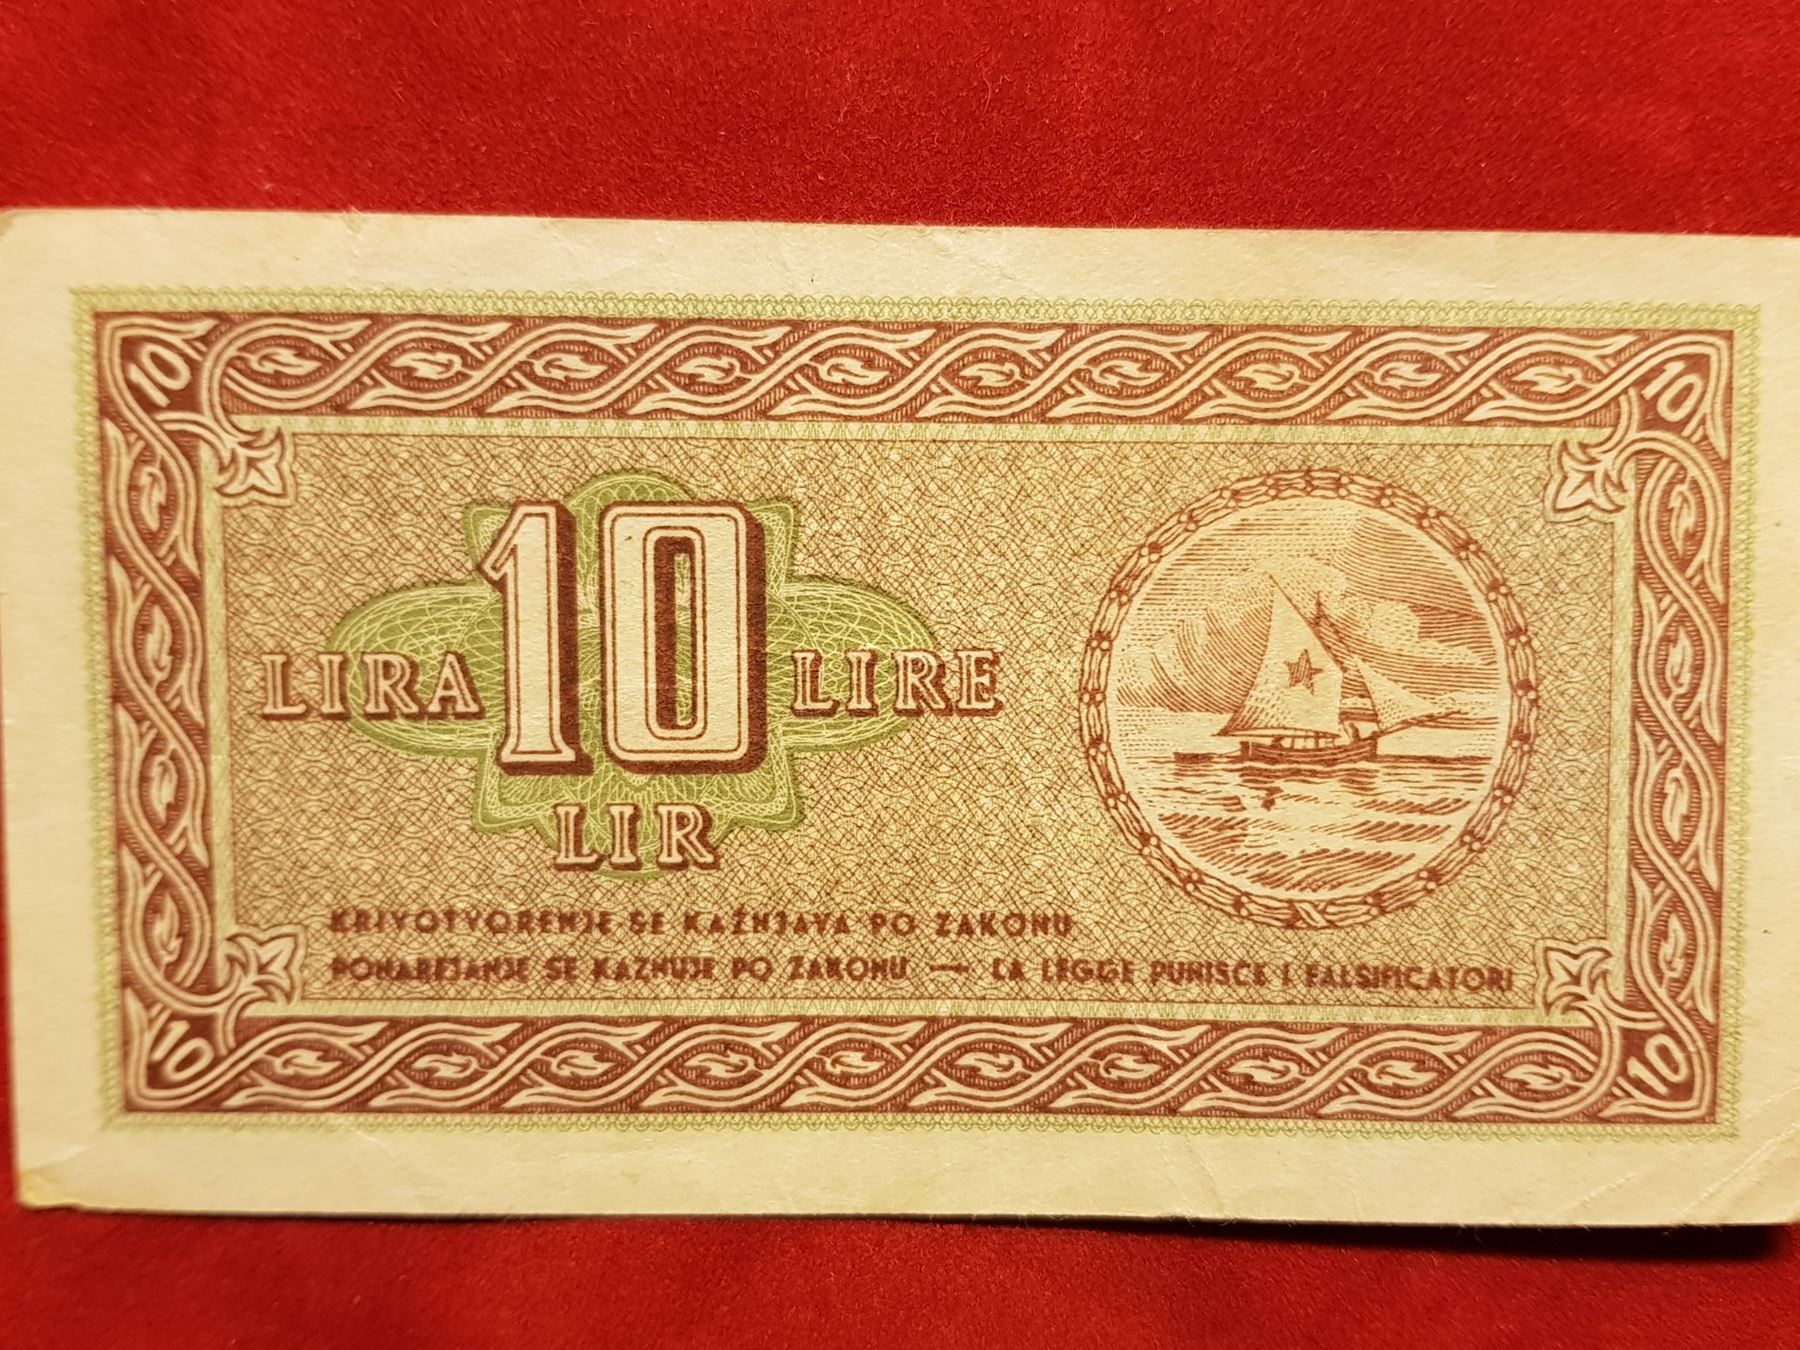 10 10
LIRA 10 LIRE
LIR
KRIVOTVORENJE SE KAŽNJAVA PO ZAKONU
PONAREJANJE SE KAZNUJE PO ZAKONU — LA LEGGE PUNISCE I FALSIFICATORI
10 10